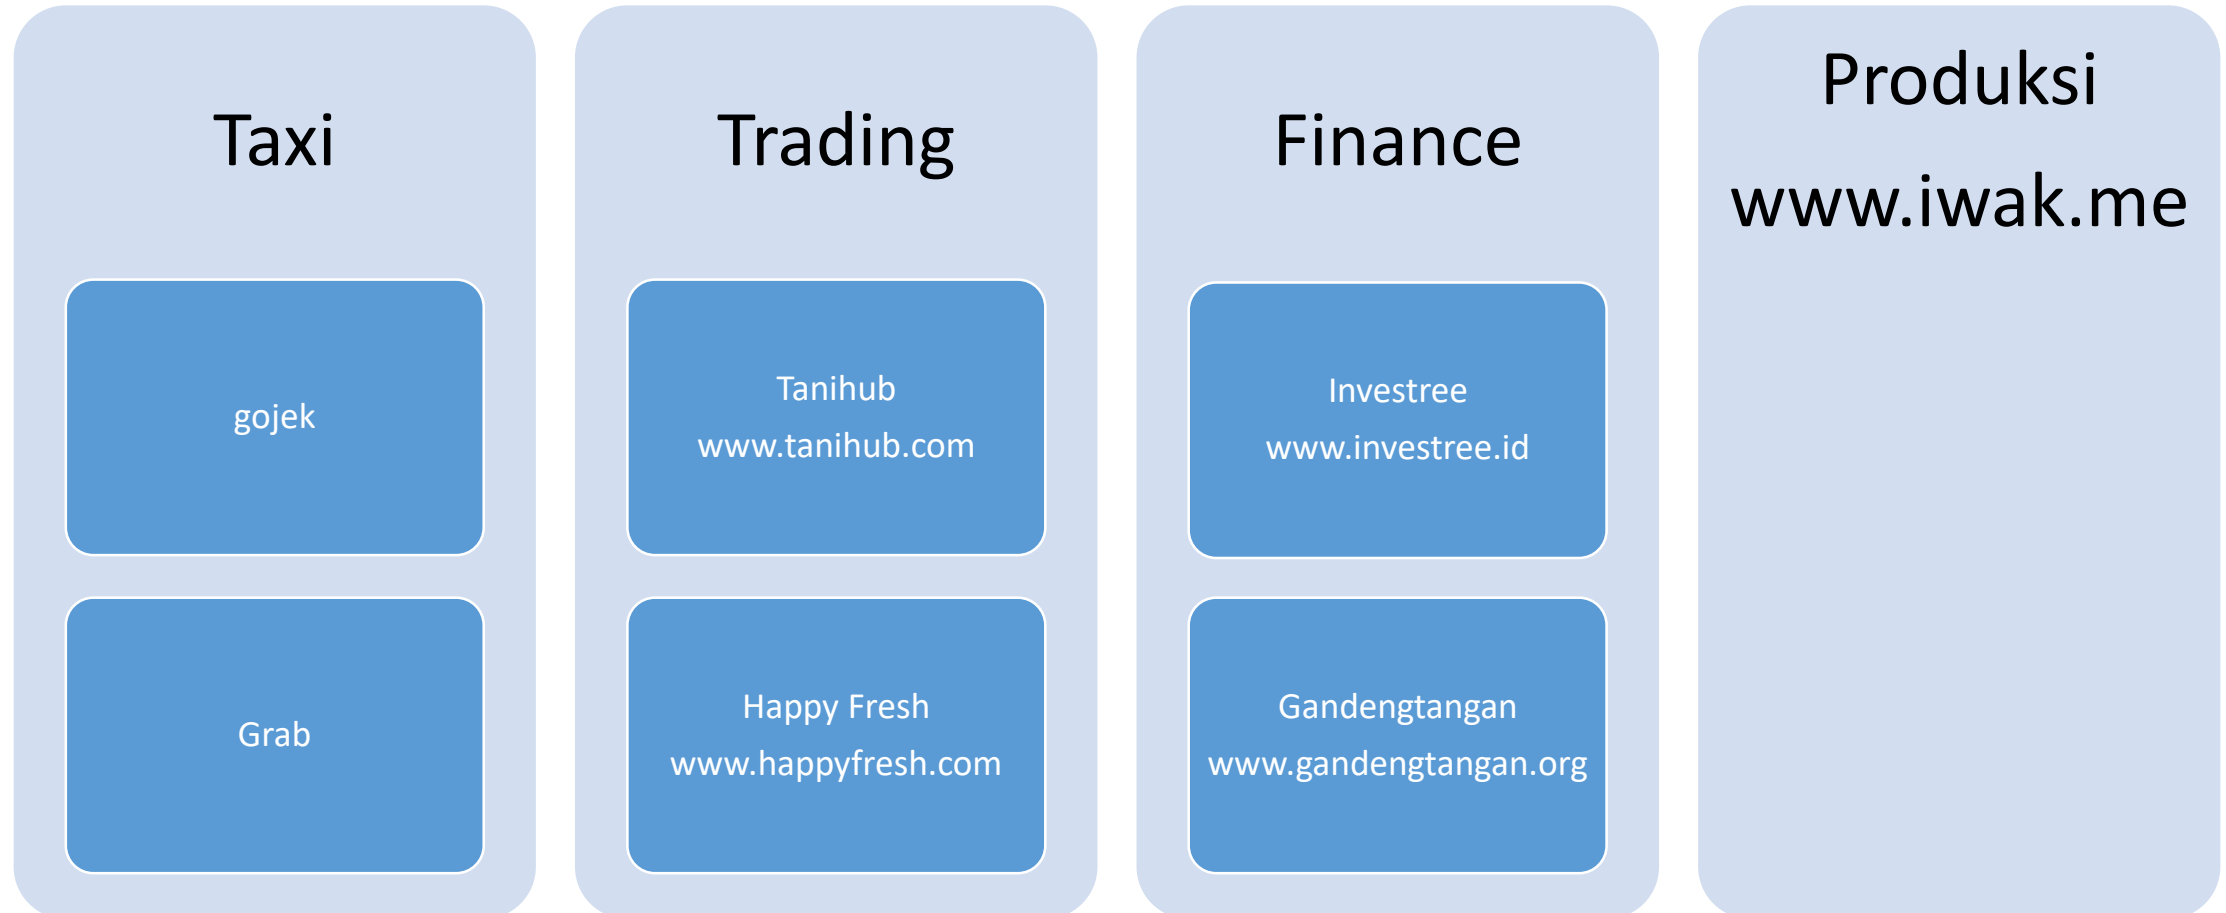 Taxi
gojek
Grab
Trading
Tanihub
www.tanihub.com
Happy Fresh
www.happyfresh.com
Finance
Investree
www.investree.id
Gandengtangan
www.gandengtangan.org
Produksi
www.iwak.me